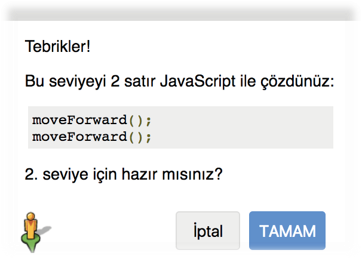 Tebrikler!
Bu seviyeyi 2 satır JavaScript ile çözdünüz:
moveForward();
moveForward();
2. seviye için hazır mısınız?
İptal
TAMAM